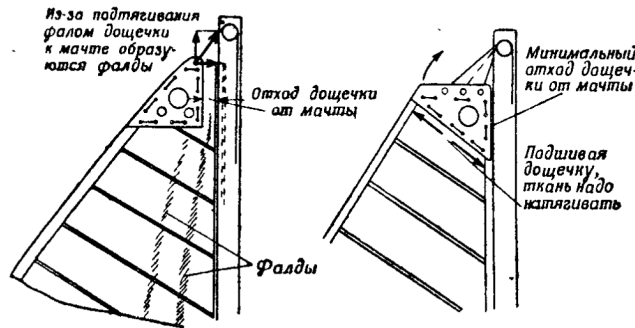 Из-за подтягивания
фалом дощечки
к мачте образу-
ются фалды
Отход дощечки
от мачты
Фалды
Минимальный
отход дощеч-
ки от мачты
Подшивая
дощечку,
ткань надо
натягивать